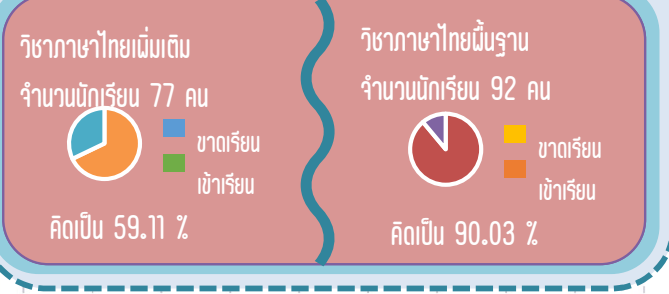 วิชาภาษาไทยเพิ่มเติม
จำนวนนักเรียน 77 คน
ขาดเรียน
เข้าเรียน
คิดเป็น 59.11 %
วิชาภาษาไทยพื้นฐาน
จำนวนนักเรียน 92 คน
ขาดเรียน
เข้าเรียน
คิดเป็น 90.03 %